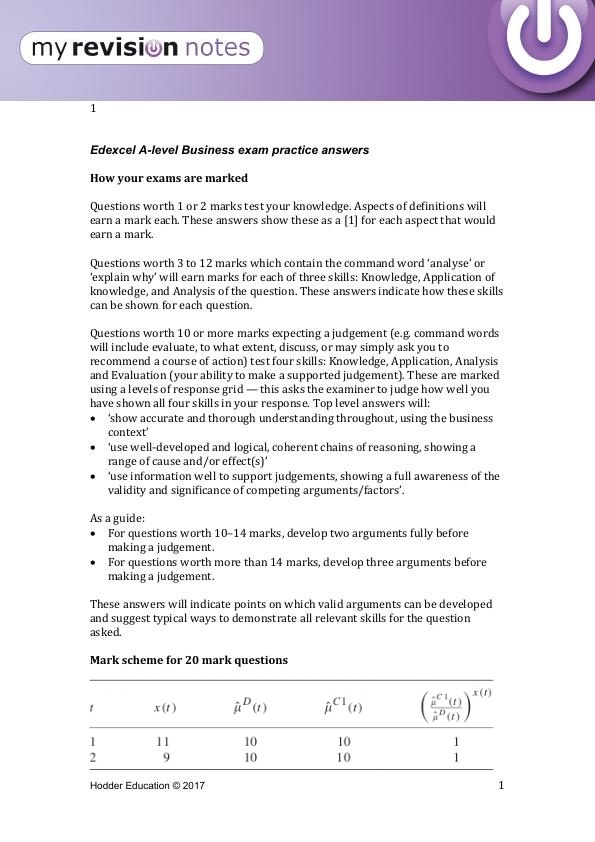 my revision notes
1
Edexcel A-level Business exam practice answers
How your exams are marked
Questions worth 1 or 2 marks test your knowledge. Aspects of definitions will
earn a mark each. These answers show these as a [1] for each aspect that would
earn a mark.
Questions worth 3 to 12 marks which contain the command word ‘analyse’ or
‘explain why’ will earn marks for each of three skills: Knowledge, Application of
knowledge, and Analysis of the question. These answers indicate how these skills
can be shown for each question.
Questions worth 10 or more marks expecting a judgement (e.g. command words
will include evaluate, to what extent, discuss, or may simply ask you to
recommend a course of action) test four skills: Knowledge, Application, Analysis
and Evaluation (your ability to make a supported judgement). These are marked
using a levels of response grid — this asks the examiner to judge how well you
have shown all four skills in your response. Top level answers will:
• ‘show accurate and thorough understanding throughout, using the business
context’
• ‘use well-developed and logical, coherent chains of reasoning, showing a
range of cause and/or effect(s)’
• ‘use information well to support judgements, showing a full awareness of the
validity and significance of competing arguments/factors’.
As a guide:
• For questions worth 10–14 marks, develop two arguments fully before
making a judgement.
• For questions worth more than 14 marks, develop three arguments before
making a judgement.
These answers will indicate points on which valid arguments can be developed
and suggest typical ways to demonstrate all relevant skills for the question
asked.
Mark scheme for 20 mark questions
t x(t) μ̂^D(t) μ̂^C1(t) (μ̂^C1(t)/μ̂^D(t))^x(t)
1 11 10 10 1
2 9 10 10 1
Hodder Education © 2017 1